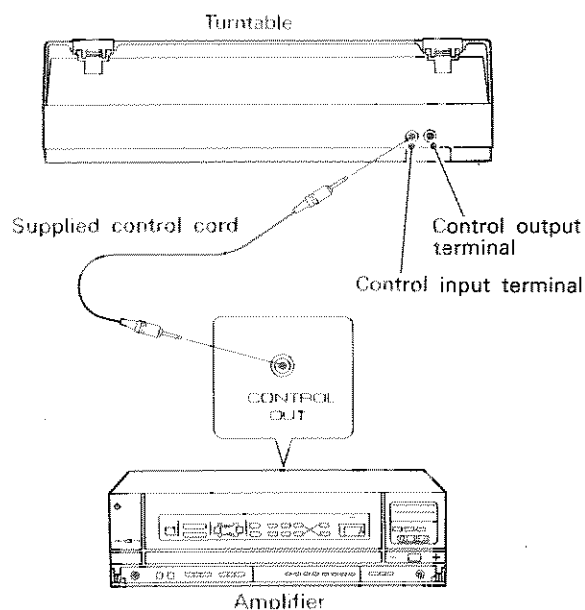 Turntable
Supplied control cord
Control output
terminal
Control input terminal
CONTROL
OUT
Amplifier